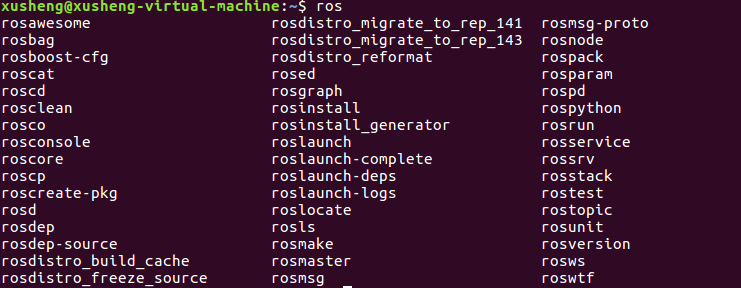 xusheng@xusheng-virtual-machine:~$ ros
rosawesome rosdistro_migrate_to_rep_141 rosmsg-proto
rosbag rosdistro_migrate_to_rep_143 rosnode
rosboost-cfg rosdistro_reformat rospack
roscat rosed rosparam
roscd rosgraph rospd
rosclean rosinstall rospython
rosco rosinstall_generator rosrun
rosconsole roslaunch rosservice
roscore roslaunch-complete rossrv
roscp roslaunch-deps rosstack
roscreate-pkg roslaunch-logs rostest
rosd roslocate rostopic
rosdep rosls rosunit
rosdep-source rosmake rosversion
rosdistro_build_cache rosmaster rosws
rosdistro_freeze_source rosmsg roswtf